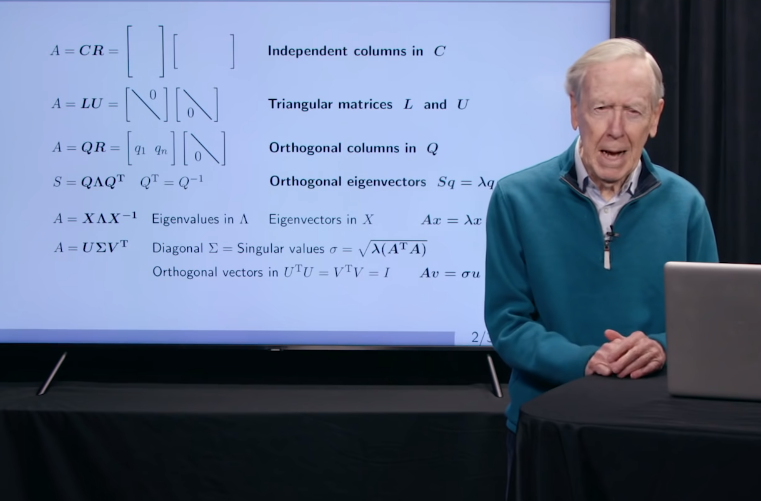 A = CR = [ ] [ ] Independent columns in C
A = LU = [ 0 ] [ 0 ] Triangular matrices L and U
A = QR = [ q₁ qₙ ] [ 0 ] Orthogonal columns in Q
S = QΛQᵀ Qᵀ = Q⁻¹ Orthogonal eigenvectors Sq = λq
A = XΛX⁻¹ Eigenvalues in Λ Eigenvectors in X Ax = λx
A = UΣVᵀ Diagonal Σ = Singular values σ = √λ(AᵀA)
Orthogonal vectors in UᵀU = VᵀV = I Av = σu
2/